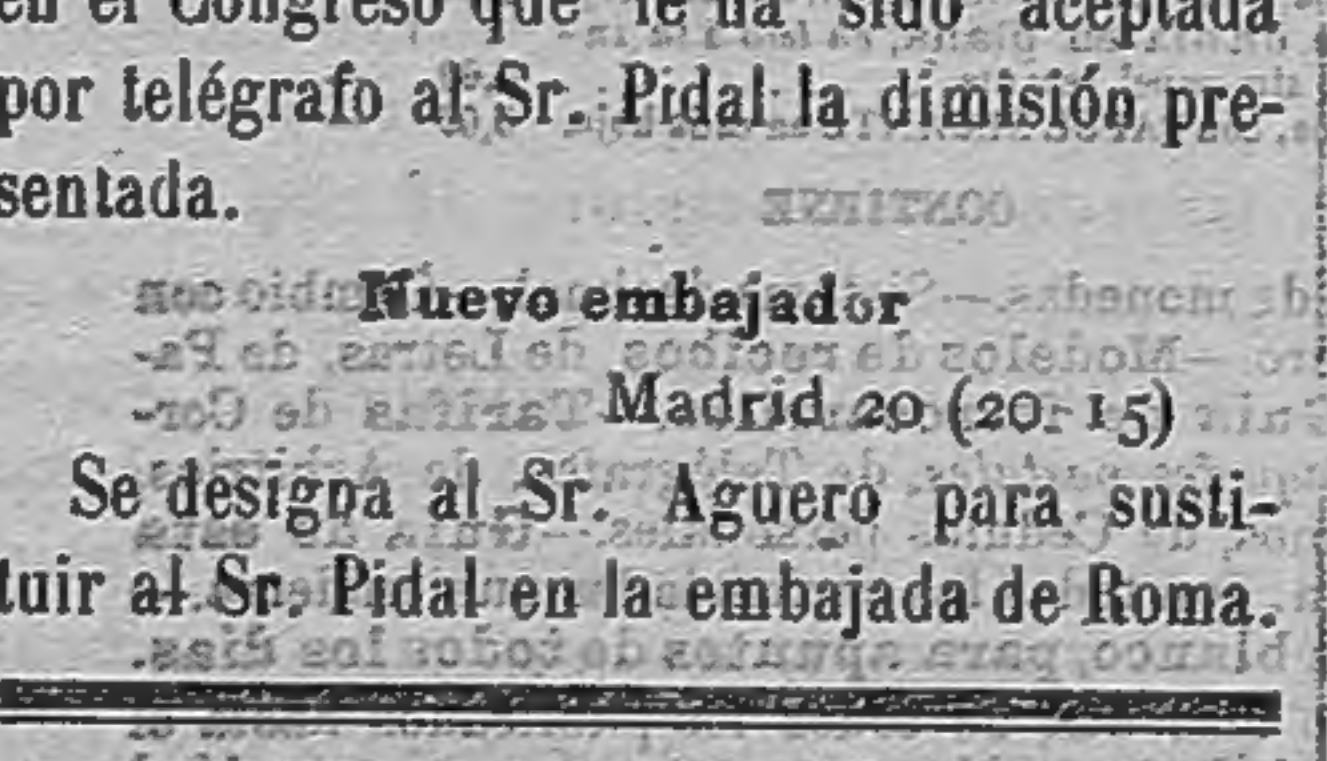 en el Congreso que le ha sido aceptada
por telégrafo al Sr. Pidal la dimisión pre-
sentada.
Nuevo embajador
Madrid 20 (20-15)
Se designa al Sr. Aguero para susti-
tuir al Sr. Pidal en la embajada de Roma.